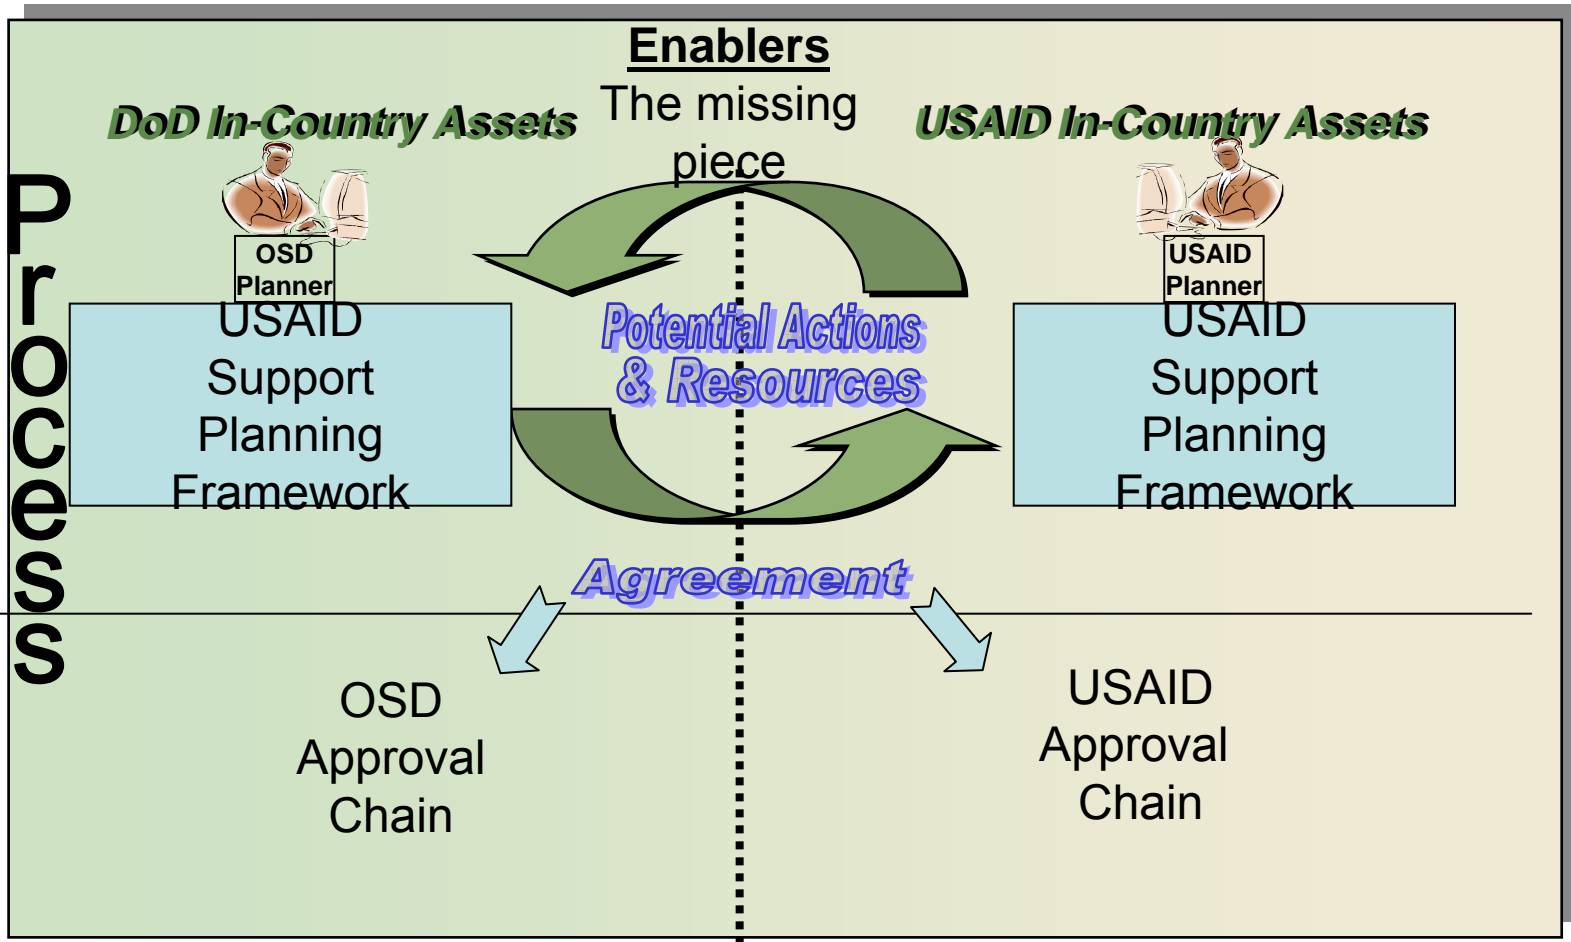 Enablers
The missing
piece
DoD In-Country Assets
USAID In-Country Assets
Process
OSD
Planner
USAID
Planner
USAID
Support
Planning
Framework
Potential Actions
& Resources
USAID
Support
Planning
Framework
Agreement
OSD
Approval
Chain
USAID
Approval
Chain